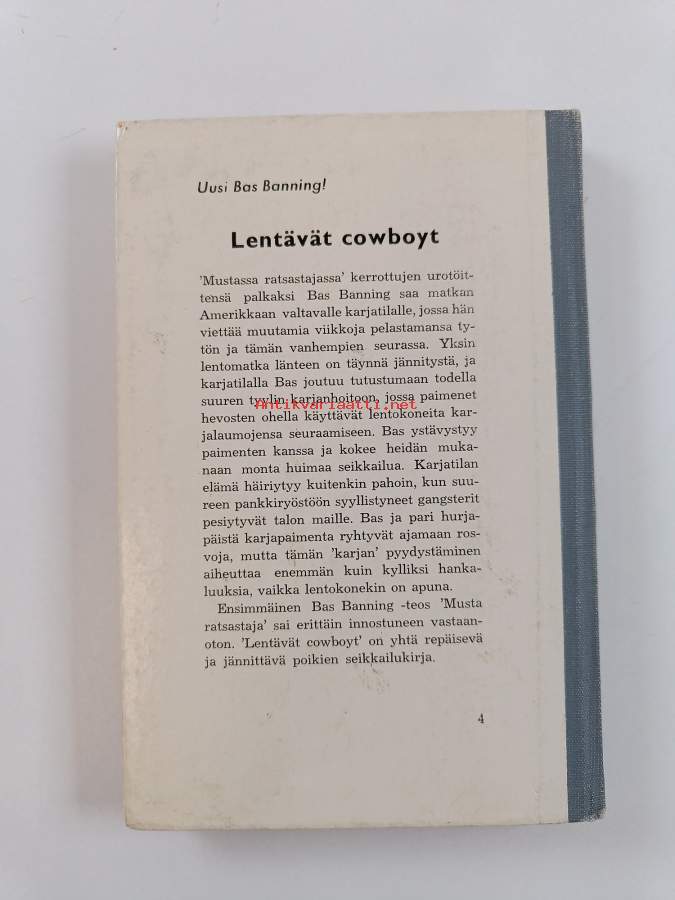 Uusi Bas Banning!
Lentävät cowboyt
'Mustassa ratsastajassa' kerrottujen urotöit-
tensä palkaksi Bas Banning saa matkan
Amerikkaan valtavalle karjatilalle, jossa hän
viettää muutamia viikkoja pelastamansa ty-
tön ja tämän vanhempien seurassa. Yksin
lentomatka länteen on täynnä jännitystä, ja
karjatilalla Bas joutuu tutustumaan todella
suuren tyylin karjanhoitoon, jossa paimenet
Antikvariaatti.net
hevosten ohella käyttävät lentokoneita kar-
jalaumojensa seuraamiseen. Bas ystävystyy
paimenten kanssa ja kokee heidän muka-
naan monta huimaa seikkailua. Karjatilan
elämä häiriytyy kuitenkin pahoin, kun suu-
reen pankkiryöstöön syyllistyneet gangsterit
pesiytyvät talon maille. Bas ja pari hurja-
päistä karjapaimenta ryhtyvät ajamaan ros-
voja, mutta tämän 'karjan' pyydystäminen
aiheuttaa enemmän kuin kylliksi hanka-
luuksia, vaikka lentokonekin on apuna.
Ensimmäinen Bas Banning -teos 'Musta
ratsastaja' sai erittäin innostuneen vastaan-
oton. 'Lentävät cowboyt' on yhtä repäisevä
ja jännittävä poikien seikkailukirja.
4